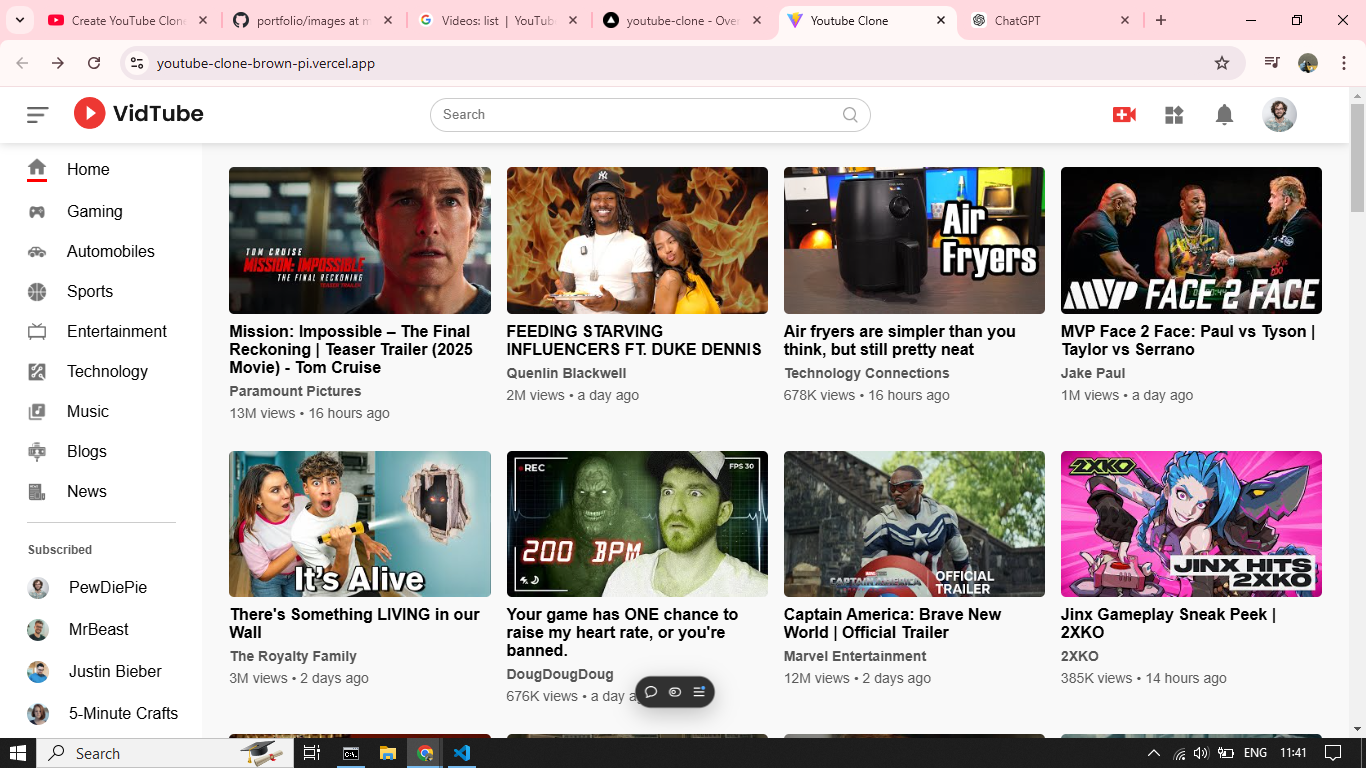 Create YouTube Clone
portfolio/images at m
Videos: list | YouTub
youtube-clone - Ove
Youtube Clone
ChatGPT
youtube-clone-brown-pi.vercel.app
VidTube
Search
Home
Gaming
Automobiles
Sports
Entertainment
Technology
Music
Blogs
News
Subscribed
PewDiePie
MrBeast
Justin Bieber
5-Minute Crafts
TOM CRUISE
MISSION: IMPOSSIBLE
THE FINAL RECKONING
TEASER TRAILER
Mission: Impossible – The Final
Reckoning | Teaser Trailer (2025
Movie) - Tom Cruise
Paramount Pictures
13M views • 16 hours ago
FEEDING STARVING
INFLUENCERS FT. DUKE DENNIS
Quenlin Blackwell
2M views • a day ago
Air
Fryers
Air fryers are simpler than you
think, but still pretty neat
Technology Connections
678K views • 16 hours ago
MVP FACE 2 FACE
MVP Face 2 Face: Paul vs Tyson |
Taylor vs Serrano
Jake Paul
1M views • a day ago
It's Alive
There's Something LIVING in our
Wall
The Royalty Family
3M views • 2 days ago
REC
FPS 30
200 BPM
Your game has ONE chance to
raise my heart rate, or you're
banned.
DougDougDoug
676K views • a day a
CAPTAIN AMERICA
OFFICIAL
TRAILER
Captain America: Brave New
World | Official Trailer
Marvel Entertainment
12M views • 2 days ago
2XKO
JINX HITS
2XKO
Jinx Gameplay Sneak Peek |
2XKO
2XKO
385K views • 14 hours ago
Search
ENG
11:41